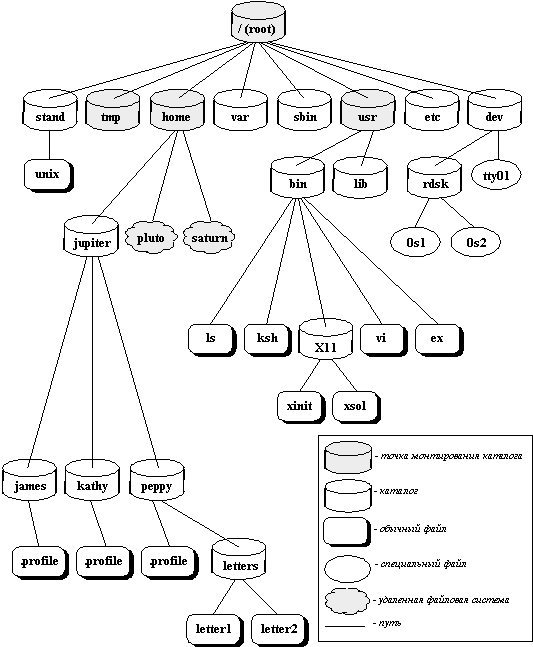 / (root)
stand tmp home var sbin usr etc dev
unix bin lib rdsk tty01
jupiter pluto saturn 0s1 0s2
ls ksh X11 vi ex
xinit xsol
james kathy peppy
.profile .profile .profile letters
letter1 letter2
- точка монтирования каталога
- каталог
- обычный файл
- специальный файл
- удаленная файловая система
- путь